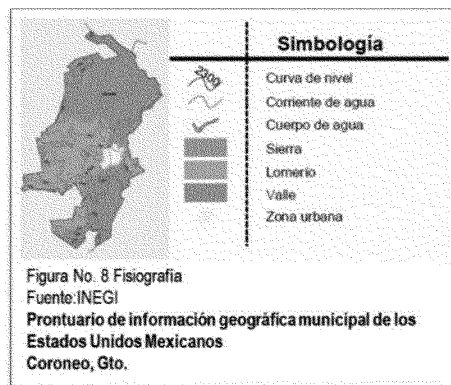 Simbología
2300
Curva de nivel
Corriente de agua
Cuerpo de agua
Sierra
Lomerio
Valle
Zona urbana
Figura No. 8 Fisiografia
Fuente:INEGI
Prontuario de información geográfica municipal de los
Estados Unidos Mexicanos
Coroneo, Gto.